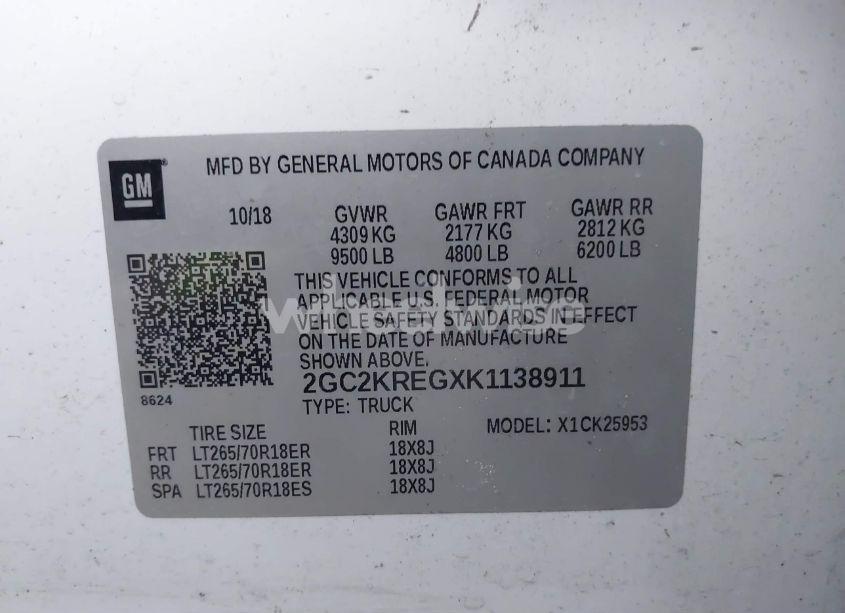 GM
MFD BY GENERAL MOTORS OF CANADA COMPANY
10/18 GVWR GAWR FRT GAWR RR
4309 KG 2177 KG 2812 KG
9500 LB 4800 LB 6200 LB
THIS VEHICLE CONFORMS TO ALL
APPLICABLE U.S. FEDERAL MOTOR
VEHICLE SAFETY STANDARDS IN EFFECT
ON THE DATE OF MANUFACTURE
SHOWN ABOVE.
2GC2KREGXK1138911
8624
TYPE: TRUCK
TIRE SIZE RIM MODEL: X1CK25953
FRT LT265/70R18ER 18X8J
RR LT265/70R18ER 18X8J
SPA LT265/70R18ES 18X8J